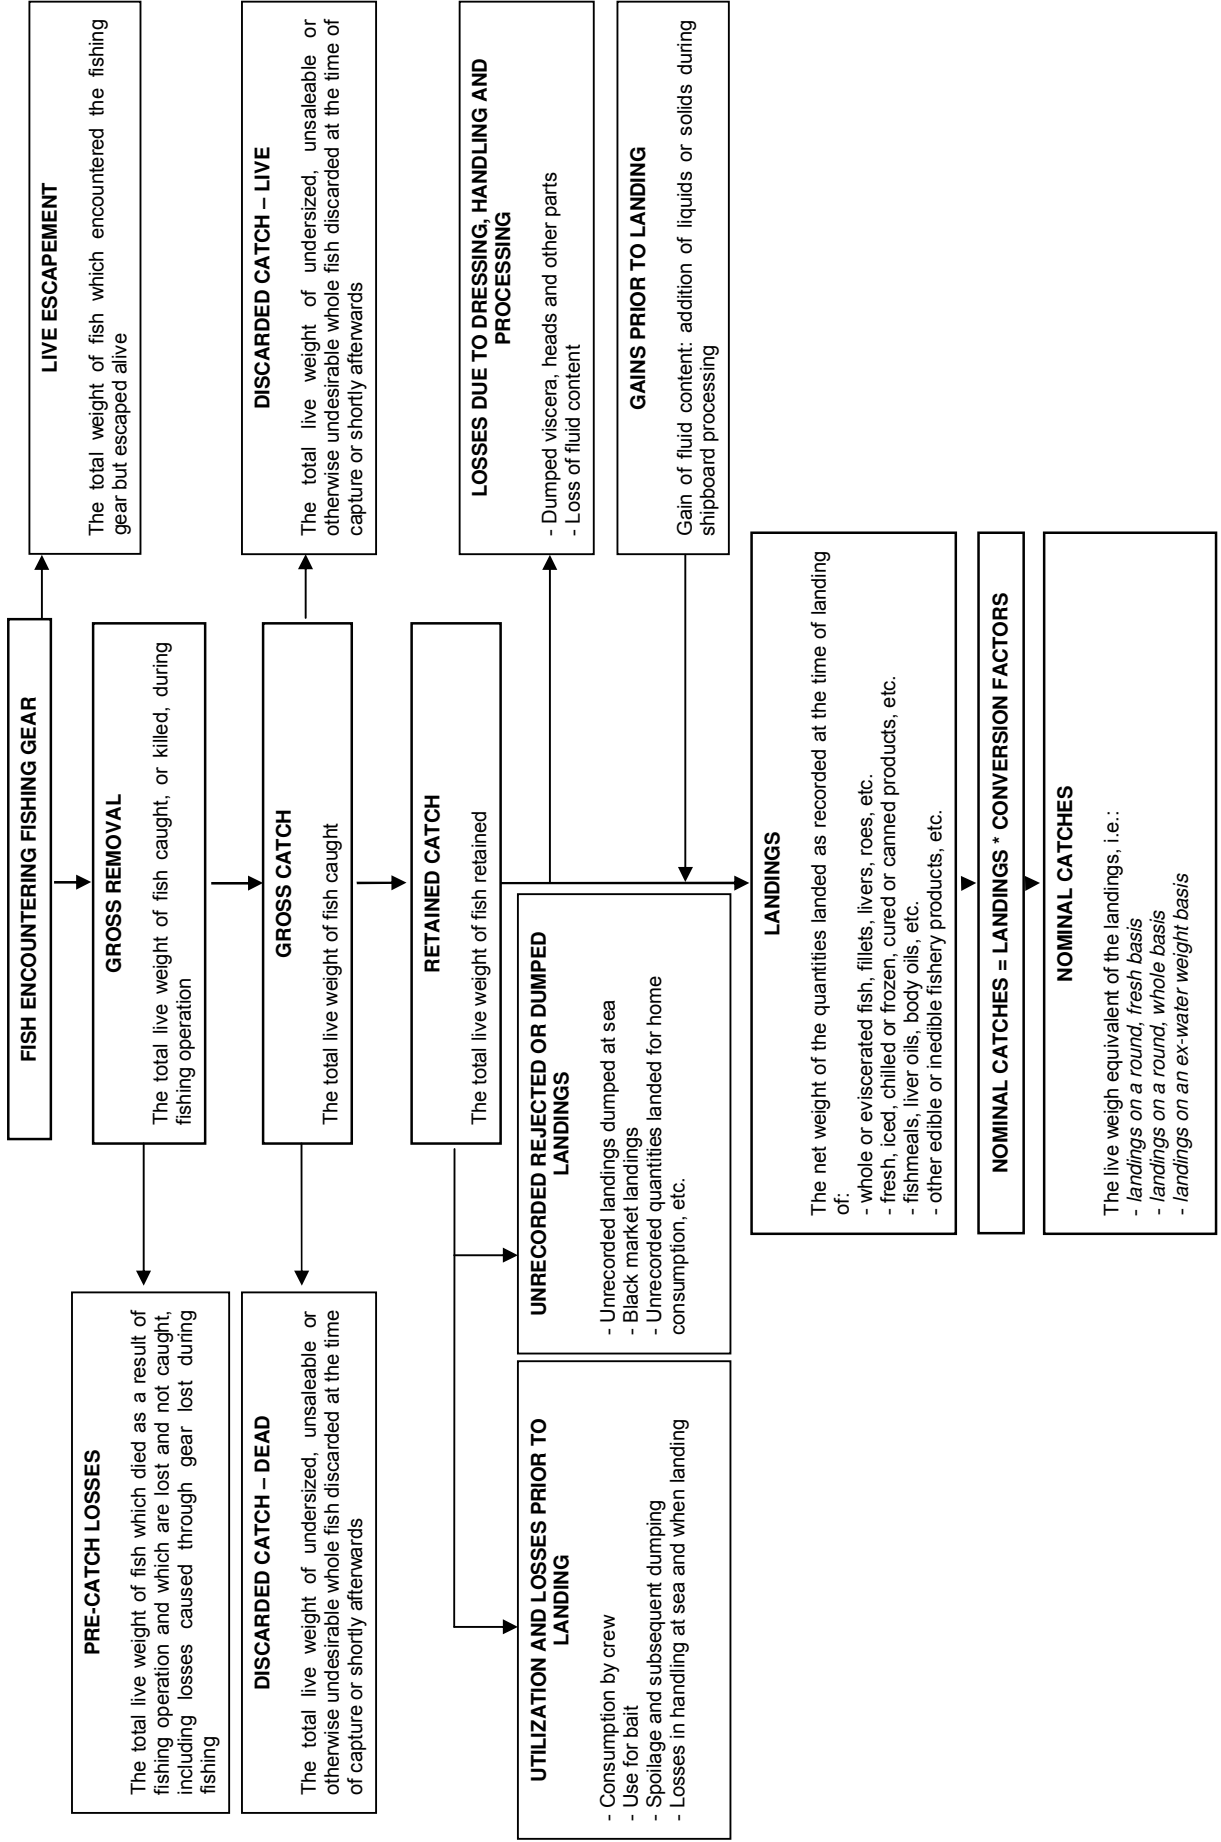 FISH ENCOUNTERING FISHING GEAR
LIVE ESCAPEMENT
The total weight of fish which encountered the fishing
gear but escaped alive
GROSS REMOVAL
The total live weight of fish caught, or killed, during
fishing operation
PRE-CATCH LOSSES
The total live weight of fish which died as a result of
fishing operation and which are lost and not caught,
including losses caused through gear lost during
fishing
GROSS CATCH
The total live weight of fish caught
DISCARDED CATCH – LIVE
The total live weight of undersized, unsaleable or
otherwise undesirable whole fish discarded at the time of
capture or shortly afterwards
DISCARDED CATCH – DEAD
The total live weight of undersized, unsaleable or
otherwise undesirable whole fish discarded at the time
of capture or shortly afterwards
RETAINED CATCH
The total live weight of fish retained
LOSSES DUE TO DRESSING, HANDLING AND
PROCESSING
- Dumped viscera, heads and other parts
- Loss of fluid content
UTILIZATION AND LOSSES PRIOR TO
LANDING
- Consumption by crew
- Use for bait
- Spoilage and subsequent dumping
- Losses in handling at sea and when landing
UNRECORDED REJECTED OR DUMPED
LANDINGS
- Unrecorded landings dumped at sea
- Black market landings
- Unrecorded quantities landed for home
consumption, etc.
GAINS PRIOR TO LANDING
Gain of fluid content: addition of liquids or solids during
shipboard processing
LANDINGS
The net weight of the quantities landed as recorded at the time of landing
of:
- whole or eviscerated fish, fillets, livers, roes, etc.
- fresh, iced, chilled or frozen, cured or canned products, etc.
- fishmeals, liver oils, body oils, etc.
- other edible or inedible fishery products, etc.
NOMINAL CATCHES = LANDINGS * CONVERSION FACTORS
NOMINAL CATCHES
The live weigh equivalent of the landings, i.e.:
- landings on a round, fresh basis
- landings on a round, whole basis
- landings on an ex-water weight basis